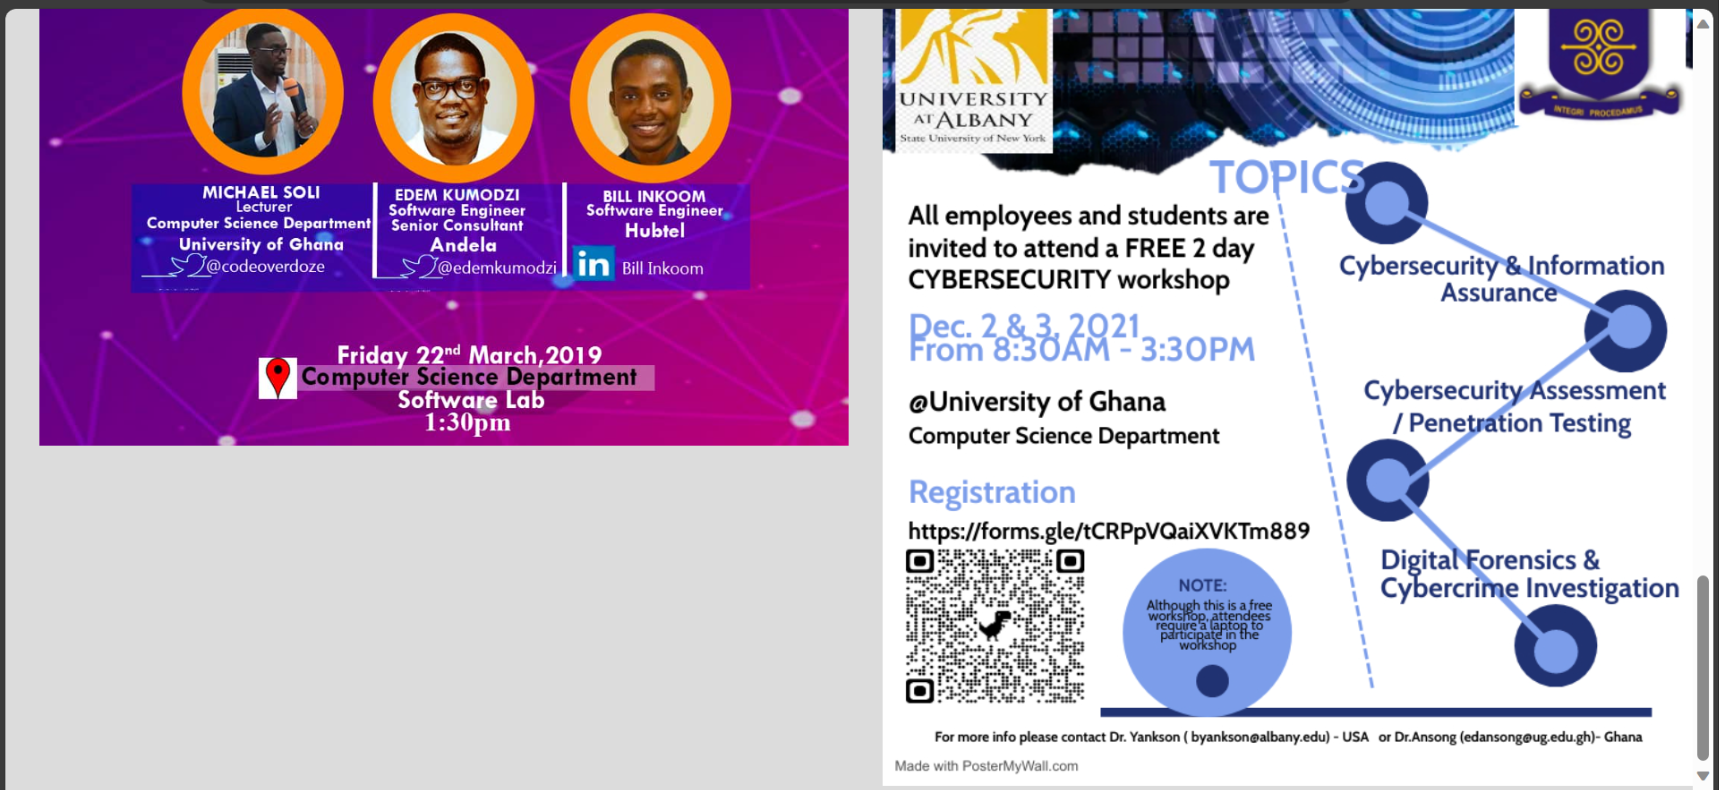 MICHAEL SOLI
Lecturer
Computer Science Department
University of Ghana
@codeoverdoze
EDEM KUMODZI
Software Engineer
Senior Consultant
Andela
@edemkumodzi
BILL INKOOM
Software Engineer
Hubtel
in Bill Inkoom
Friday 22nd March,2019
Computer Science Department
Software Lab
1:30pm
UNIVERSITY
AT ALBANY
State University of New York
INTEGRI PROCEDAMUS
TOPICS
All employees and students are
invited to attend a FREE 2 day
CYBERSECURITY workshop
Dec. 2 & 3, 2021
From 8:30AM - 3:30PM
@University of Ghana
Computer Science Department
Registration
https://forms.gle/tCRPpVQaiXVKTm889
NOTE:
Although this is a free
workshop, attendees
require a laptop to
participate in the
workshop
Cybersecurity & Information
Assurance
Cybersecurity Assessment
/ Penetration Testing
Digital Forensics &
Cybercrime Investigation
For more info please contact Dr. Yankson ( byankson@albany.edu) - USA or Dr.Ansong (edansong@ug.edu.gh)- Ghana
Made with PosterMyWall.com